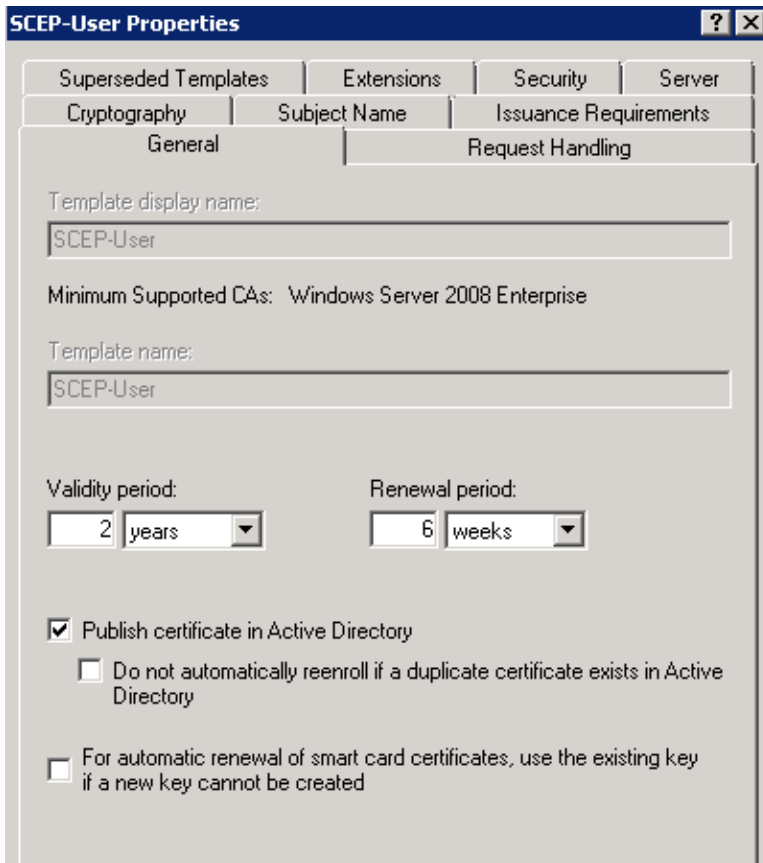 SCEP-User Properties
? X
Superseded Templates Extensions Security Server
Cryptography Subject Name Issuance Requirements
General Request Handling
Template display name:
SCEP-User
Minimum Supported CAs: Windows Server 2008 Enterprise
Template name:
SCEP-User
Validity period: Renewal period:
2 years 6 weeks
Publish certificate in Active Directory
Do not automatically reenroll if a duplicate certificate exists in Active
Directory
For automatic renewal of smart card certificates, use the existing key
if a new key cannot be created